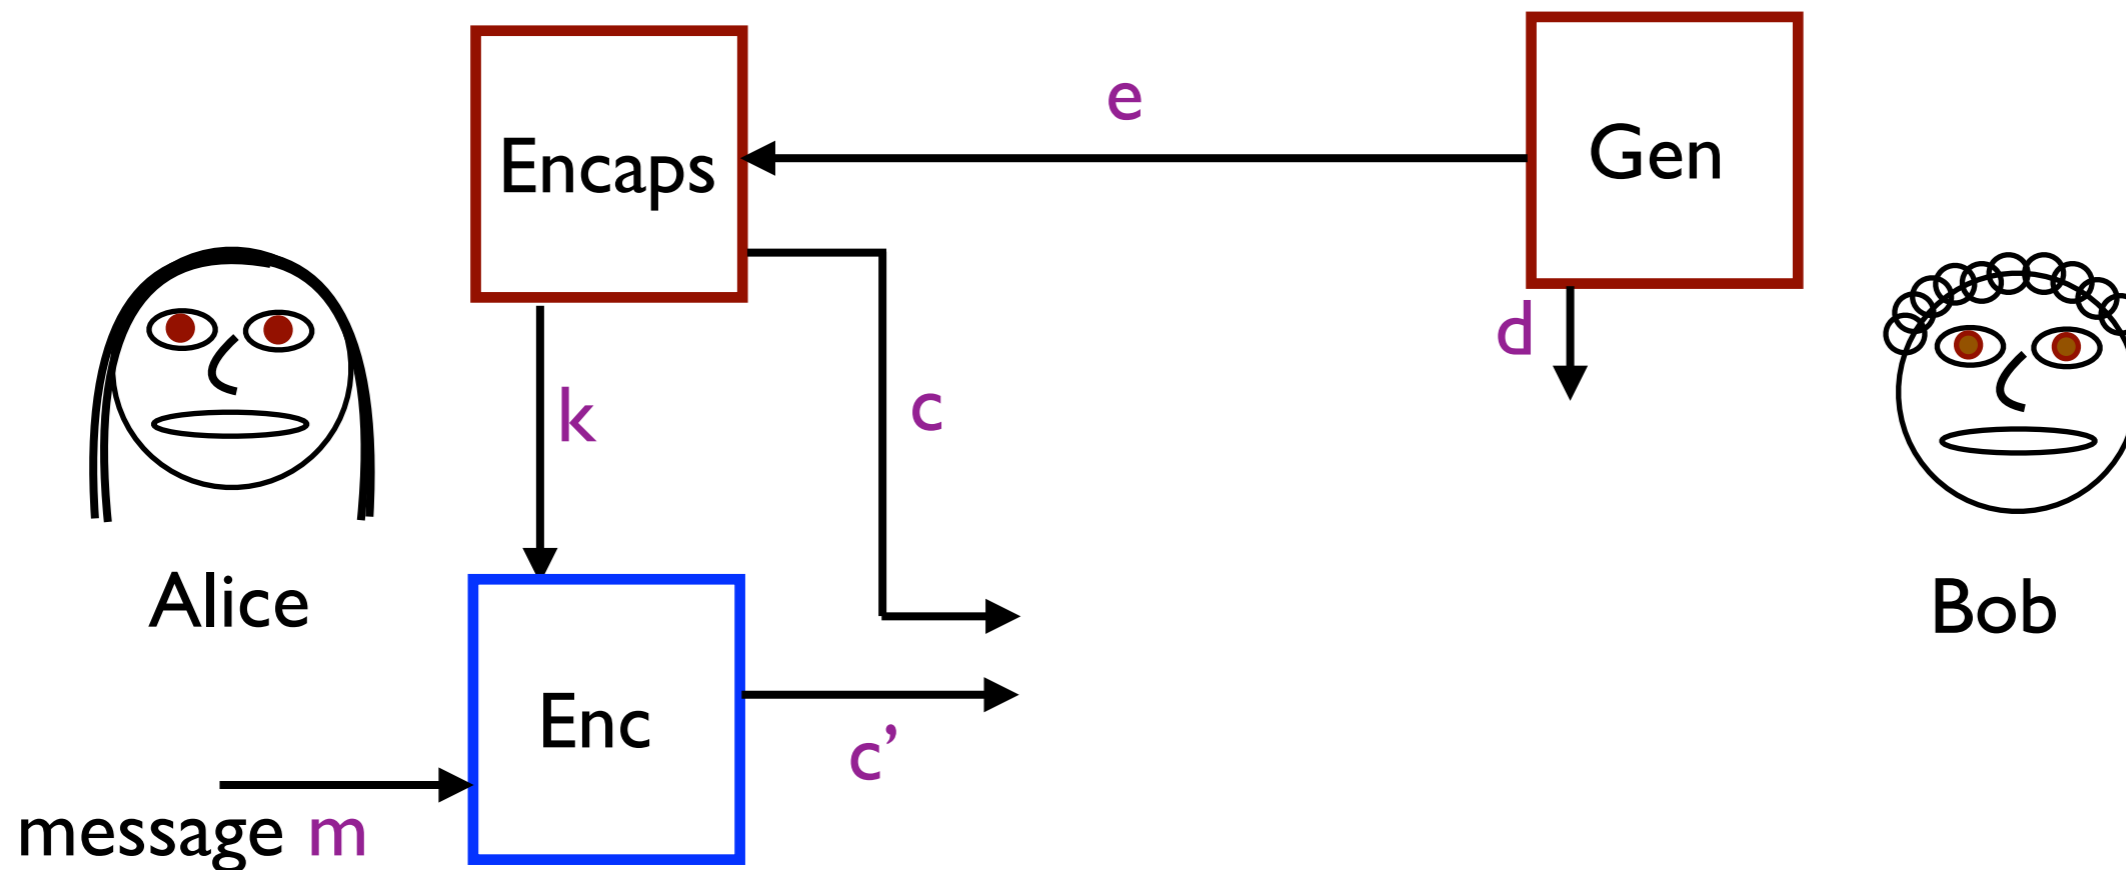 e
Encaps
Gen
d
k
c
Alice
Bob
Enc
c’
message m